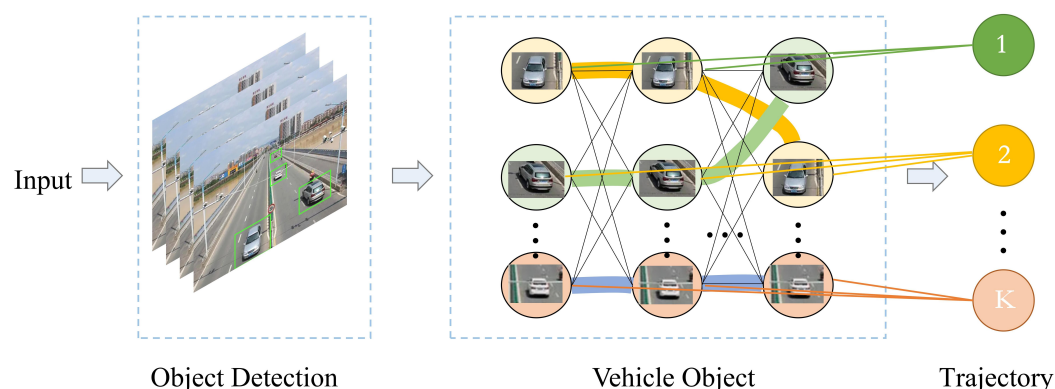 1
2
Input
K
Object Detection
Vehicle Object
Trajectory